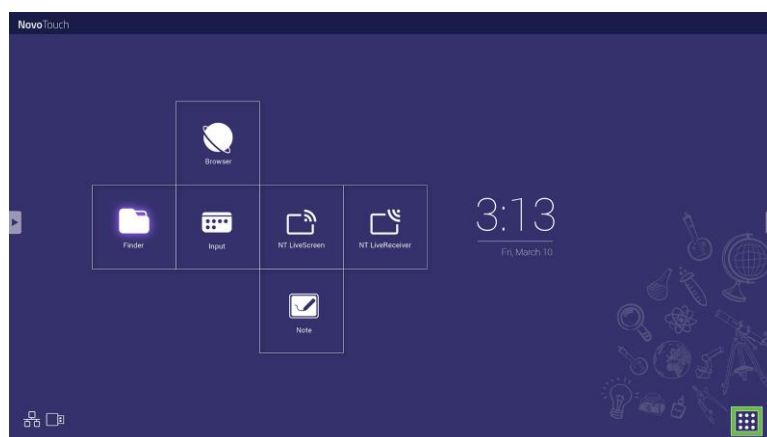 NovoTouch
Browser
Finder
Input
NT LiveScreen
NT LiveReceiver
3:13
Fri, March 10
Note